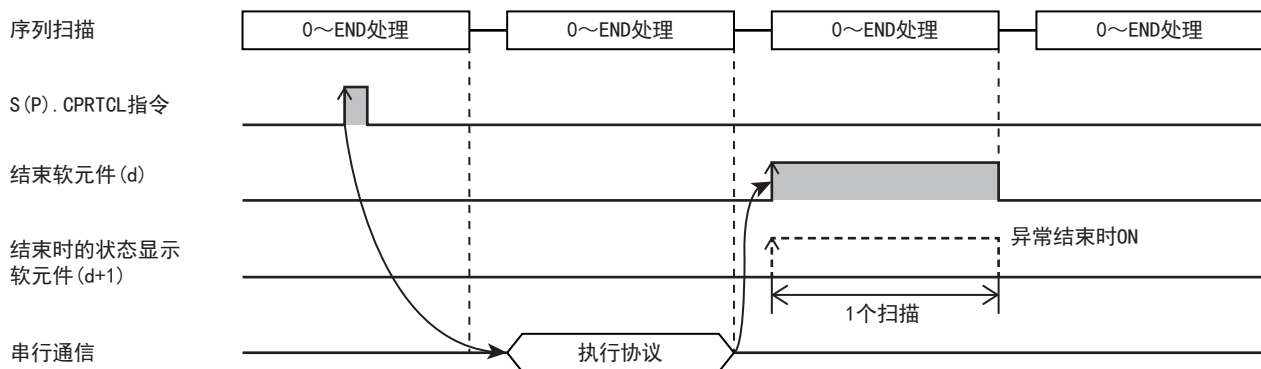 序列扫描
0～END处理
0～END处理
0～END处理
0～END处理
S(P).CPRTCL指令
结束软元件(d)
结束时的状态显示
软元件(d+1)
异常结束时ON
1个扫描
串行通信
执行协议